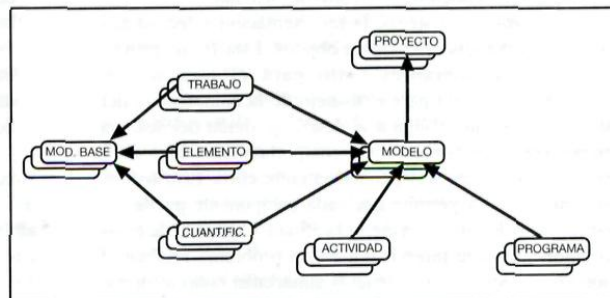 PROYECTO
TRABAJO
MOD. BASE
ELEMENTO
MODELO
CUANTIFIC.
ACTIVIDAD
PROGRAMA